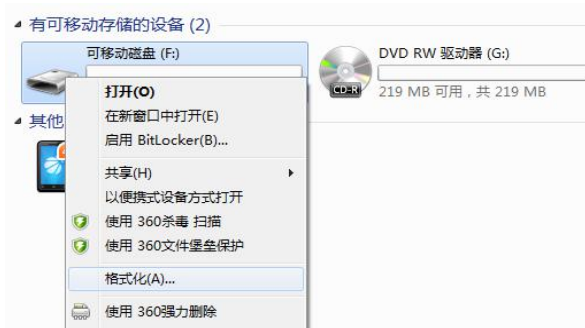 有可移动存储的设备 (2)
可移动磁盘 (F:)
DVD RW 驱动器 (G:)
CD-R
219 MB 可用，共 219 MB
其他
打开(O)
在新窗口中打开(E)
启用 BitLocker(B)...
共享(H)
以便携式设备方式打开
使用 360杀毒 扫描
使用 360文件堡垒保护
格式化(A)...
使用 360强力删除